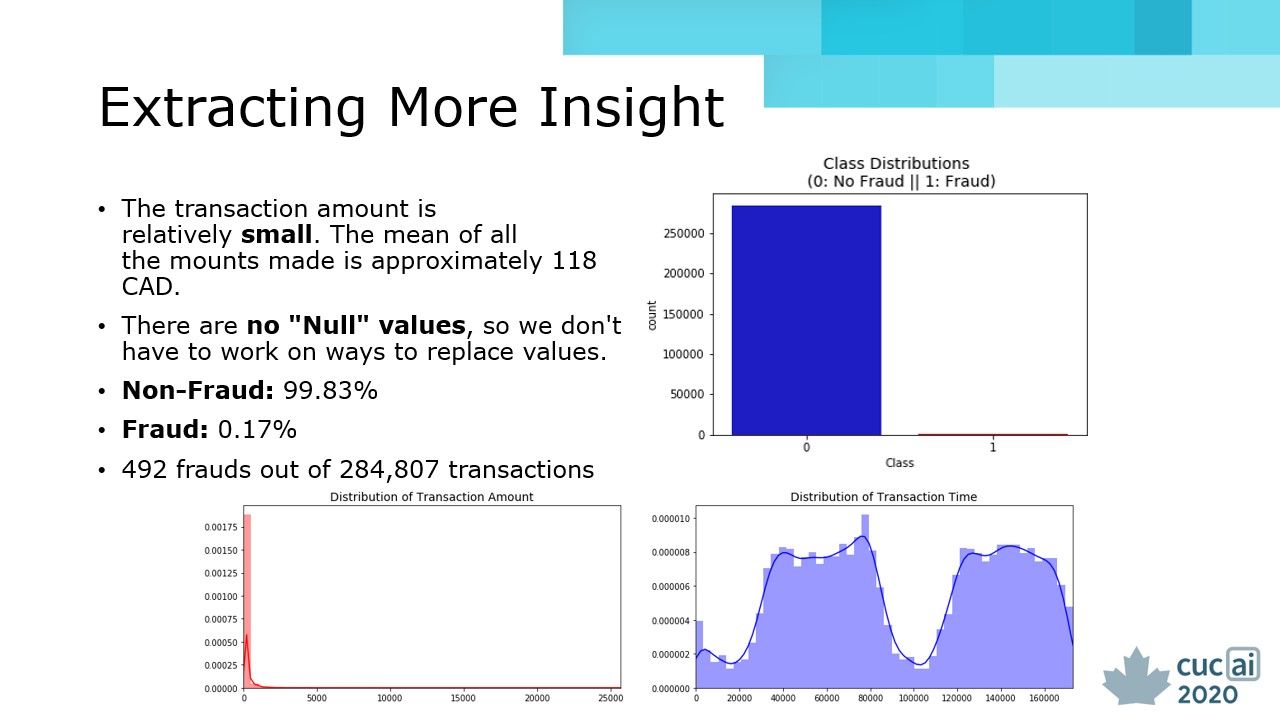 Extracting More Insight
• The transaction amount is
relatively small. The mean of all
the mounts made is approximately 118
CAD.
• There are no "Null" values, so we don't
have to work on ways to replace values.
• Non-Fraud: 99.83%
• Fraud: 0.17%
• 492 frauds out of 284,807 transactions
Class Distributions
(0: No Fraud || 1: Fraud)
250000
200000
150000
100000
50000
0
count
0 1
Class
Distribution of Transaction Amount
0.00175
0.00150
0.00125
0.00100
0.00075
0.00050
0.00025
0.00000
0 5000 10000 15000 20000 25000
Distribution of Transaction Time
0.000010
0.000008
0.000006
0.000004
0.000002
0.000000
0 20000 40000 60000 80000 100000 120000 140000 160000
cucai
2020